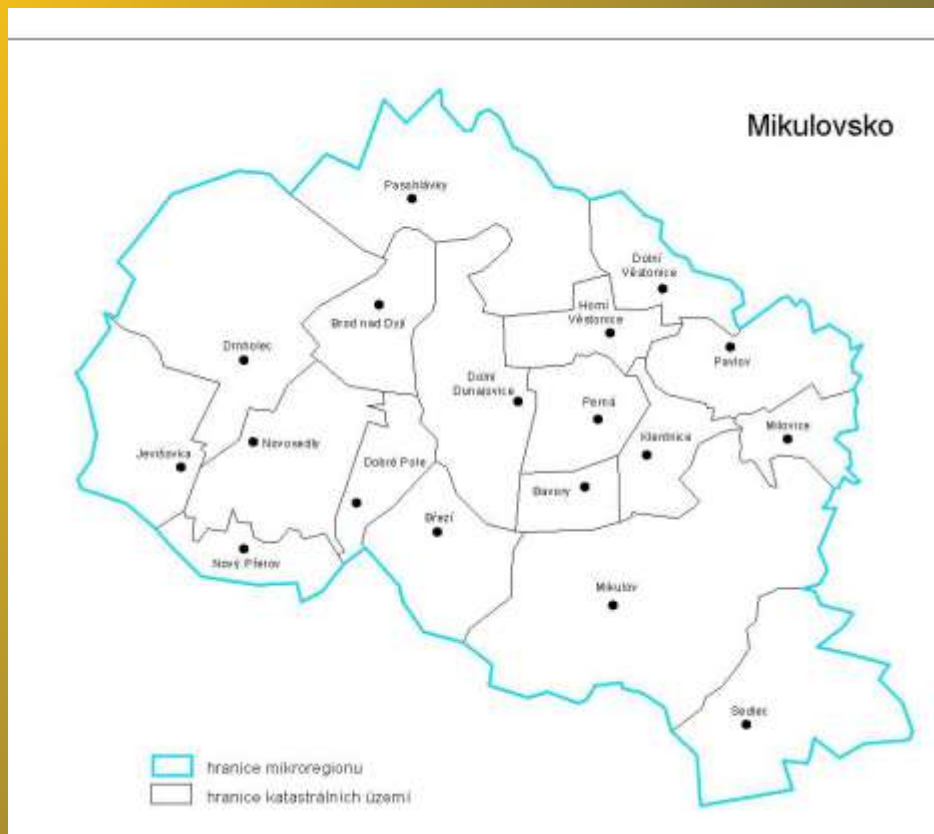 Mikulovsko
Pasohlávky
Dolní
Věstonice
Horní
Věstonice
Brod nad Dyjí
Drnholec
Pavlov
Dolní
Dunajovice
Perná
Milovice
Klentnice
Novosedly
Jevišovka
Dobré Pole
Bavory
Březí
Nový Přerov
Mikulov
Sedlec
hranice mikroregionu
hranice katastrálních území